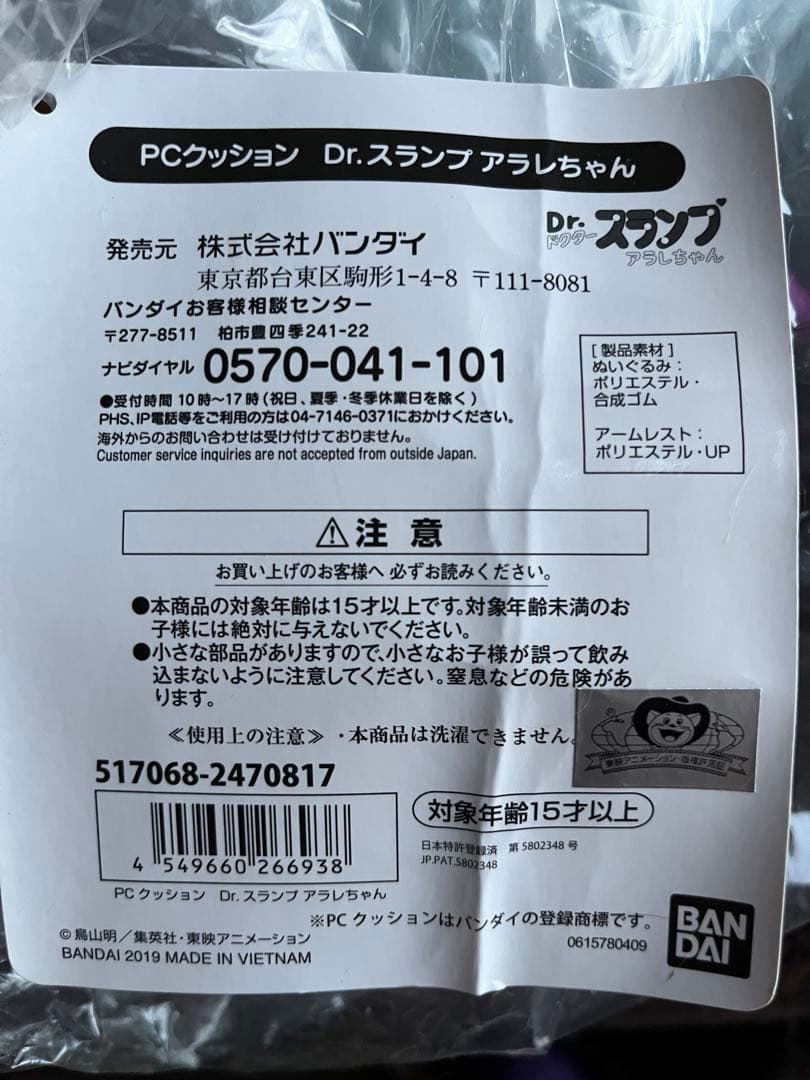 PCクッション Dr.スランプ アラレちゃん
Dr.スランプ
ドクター
アラレちゃん
発売元 株式会社バンダイ
東京都台東区駒形1-4-8 〒111-8081
バンダイお客様相談センター
〒277-8511 柏市豊四季241-22
ナビダイヤル 0570-041-101
●受付時間 10時〜17時(祝日、夏季・冬季休業日を除く)
PHS、IP電話等をご利用の方は04-7146-0371におかけください。
海外からのお問い合わせは受け付けておりません。
Customer service inquiries are not accepted from outside Japan.
[製品素材]
ぬいぐるみ:
ポリエステル・
合成ゴム
アームレスト:
ポリエステル・UP
⚠注 意
お買い上げのお客様へ 必ずお読みください。
●本商品の対象年齢は15才以上です。対象年齢未満のお
子様には絶対に与えないでください。
●小さな部品がありますので、小さなお子様が誤って飲み
込まないように注意してください。窒息などの危険があ
ります。
≪使用上の注意≫ ・本商品は洗濯できません。
東映アニメーション・版権許諾証
517068-2470817
4 549660 266938
PCクッション Dr.スランプ アラレちゃん
対象年齢15才以上
日本特許登録済 第5802348号
JP.PAT.5802348
※PCクッションはバンダイの登録商標です。
0615780409
©鳥山明/集英社・東映アニメーション
BANDAI 2019 MADE IN VIETNAM
BAN
DAI